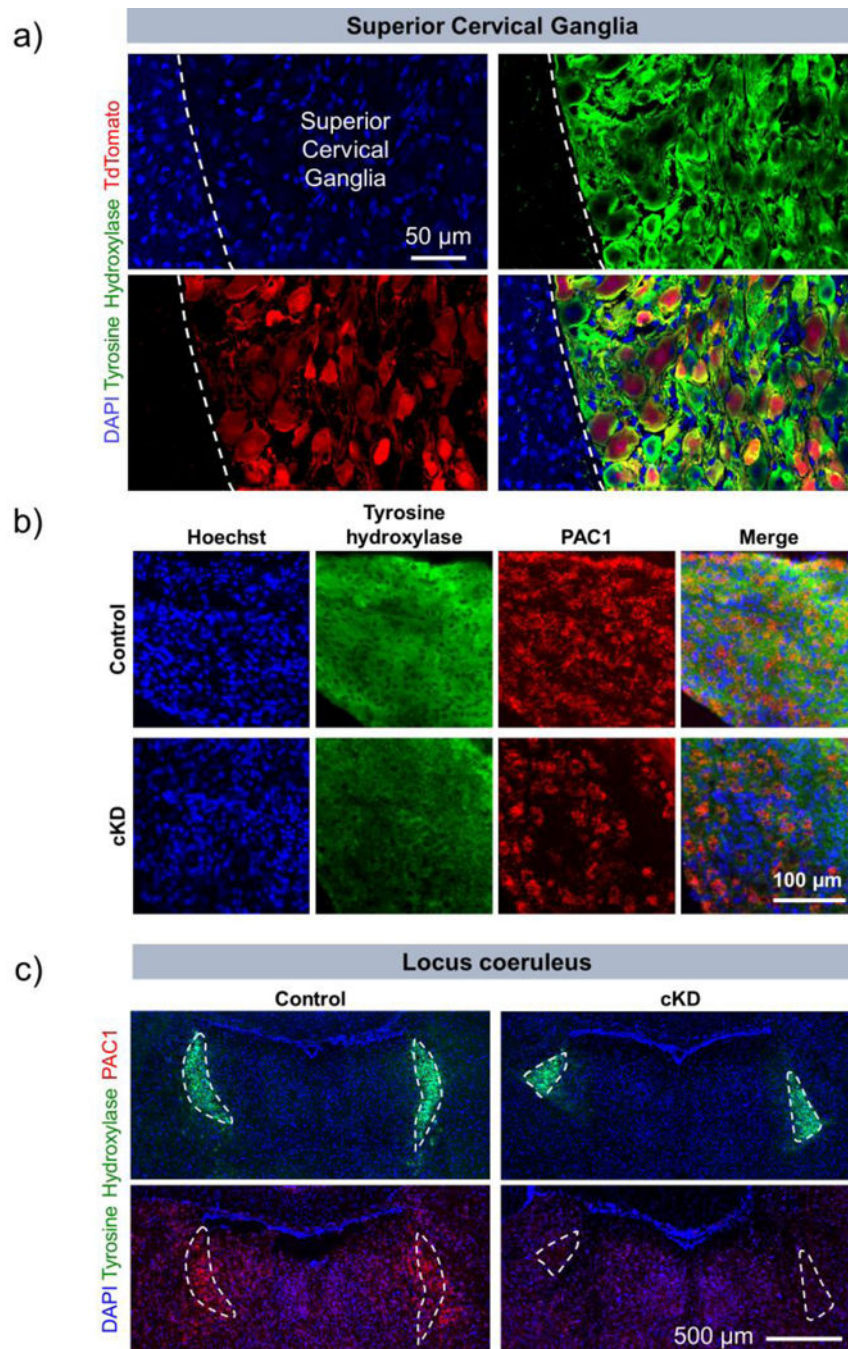 a)
Superior Cervical Ganglia
DAPI Tyrosine Hydroxylase TdTomato
Superior
Cervical
Ganglia
50 µm
b)
Hoechst
Tyrosine
hydroxylase
PAC1
Merge
Control
cKD
100 µm
c)
Locus coeruleus
Control
cKD
DAPI Tyrosine Hydroxylase PAC1
500 µm